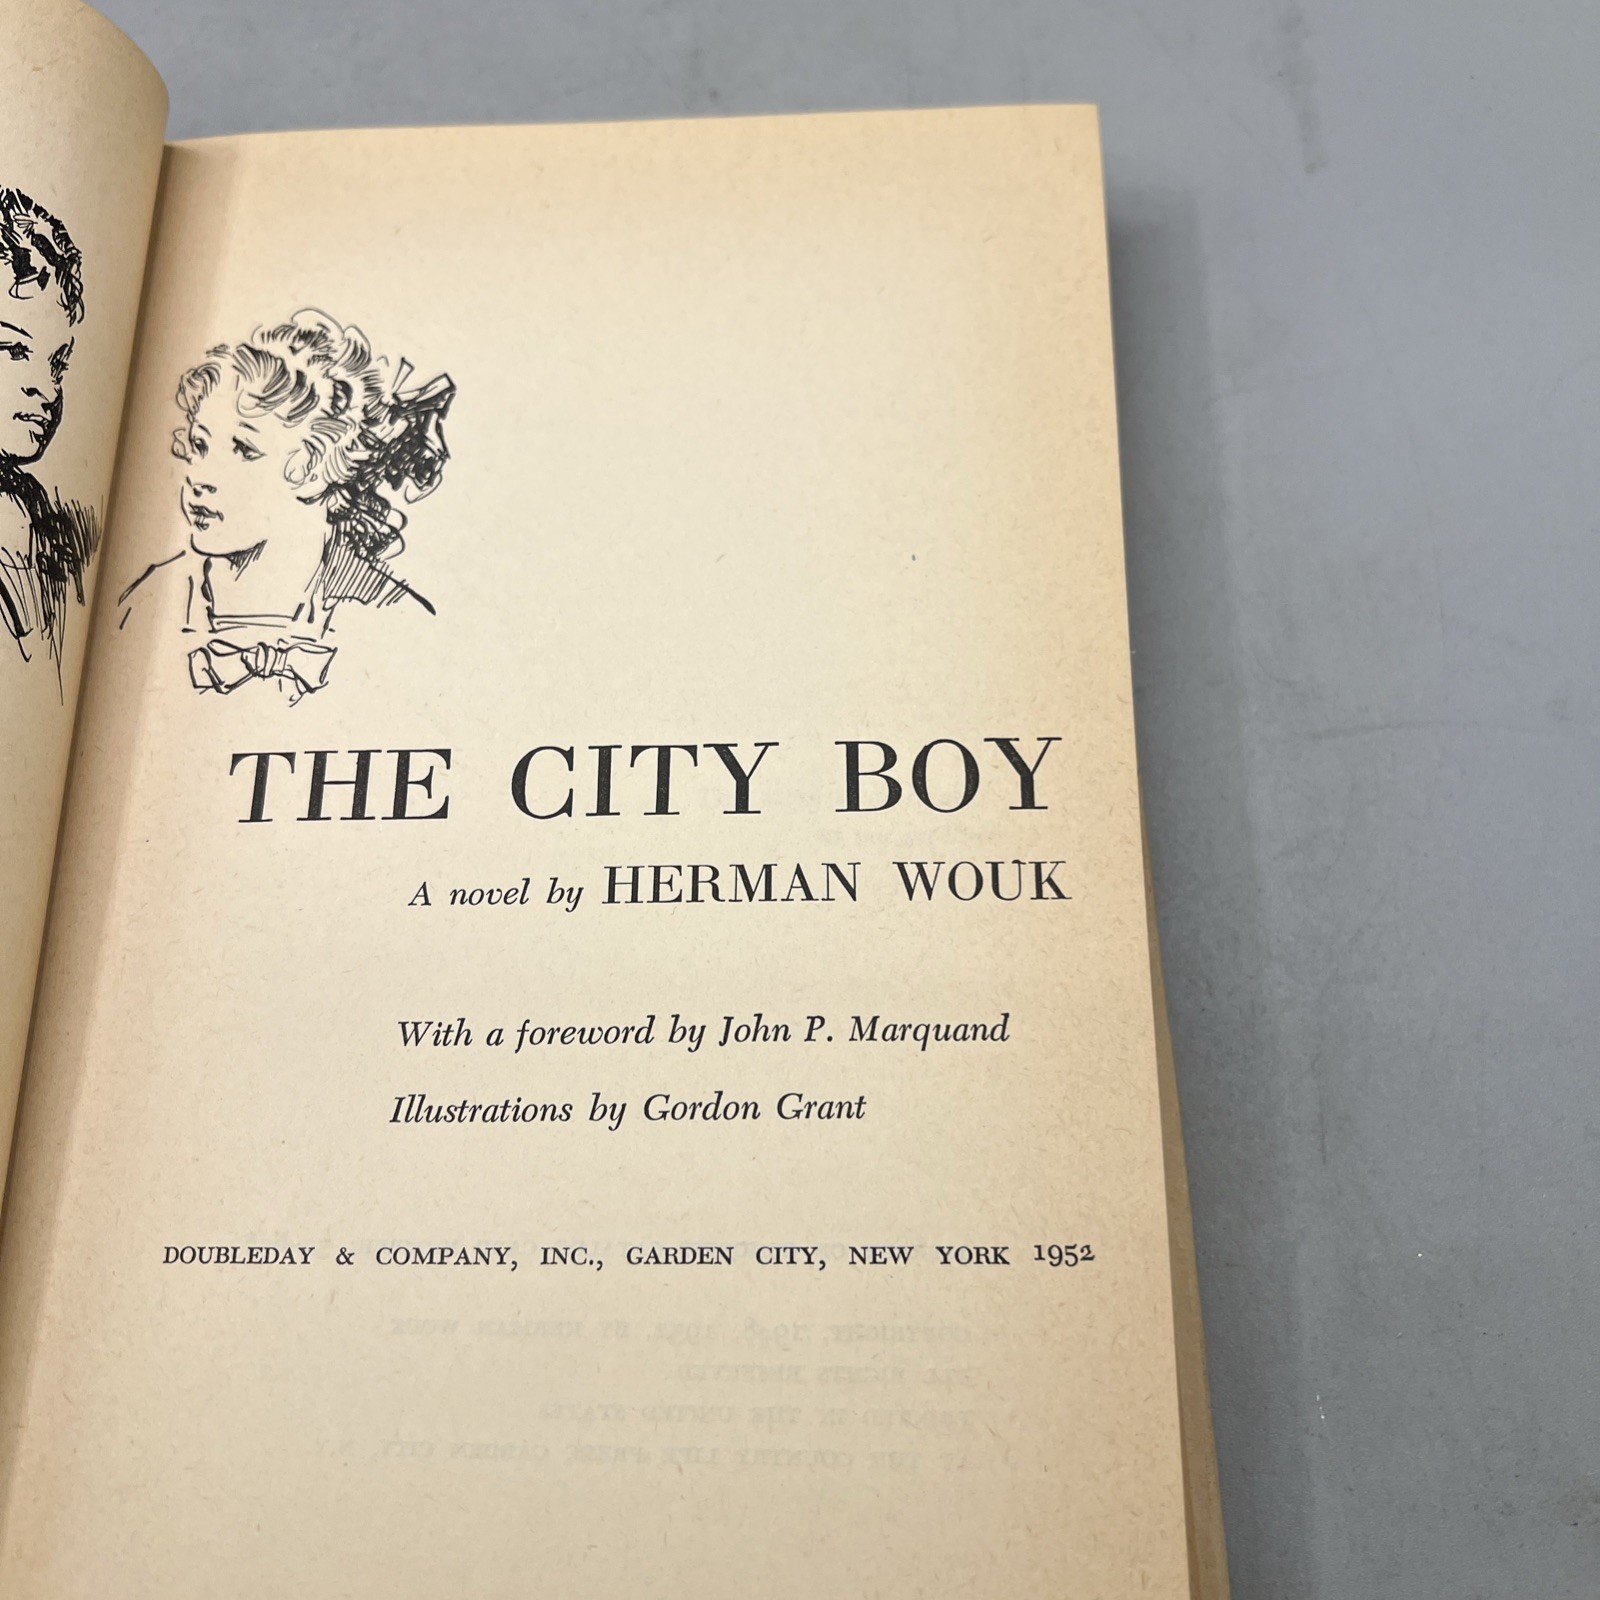 THE CITY BOY
A novel by HERMAN WOUK
With a foreword by John P. Marquand
Illustrations by Gordon Grant
DOUBLEDAY & COMPANY, INC., GARDEN CITY, NEW YORK 1952